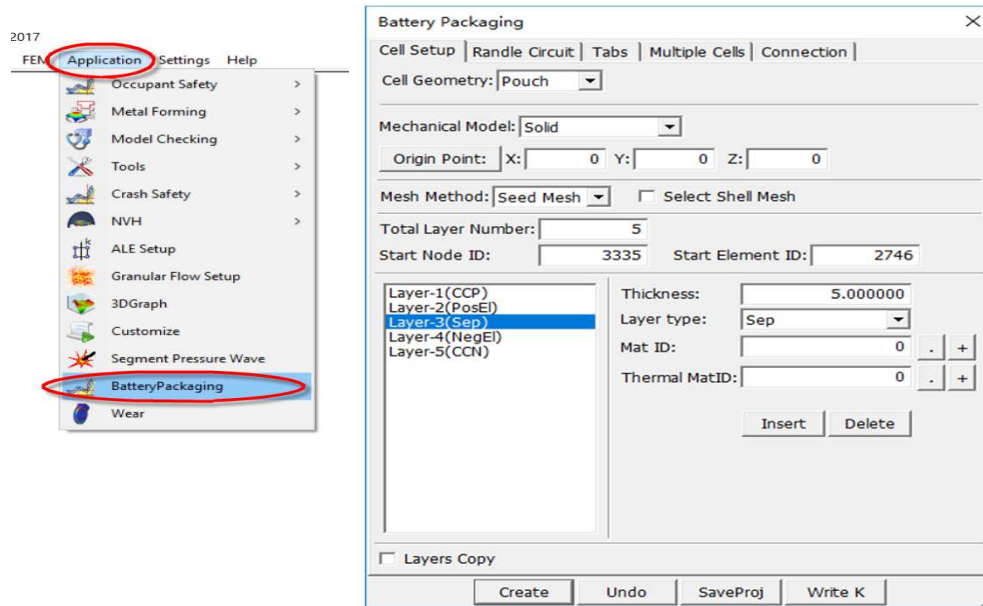 2017
FEM Application Settings Help
Occupant Safety >
Metal Forming >
Model Checking >
Tools >
Crash Safety >
NVH >
ALE Setup
Granular Flow Setup
3DGraph
Customize
Segment Pressure Wave
BatteryPackaging
Wear
Battery Packaging
Cell Setup Randle Circuit Tabs Multiple Cells Connection
Cell Geometry: Pouch
Mechanical Model: Solid
Origin Point: X: 0 Y: 0 Z: 0
Mesh Method: Seed Mesh Select Shell Mesh
Total Layer Number: 5
Start Node ID: 3335 Start Element ID: 2746
Layer-1(CCP)
Layer-2(PosEl)
Layer-3(Sep)
Layer-4(NegEl)
Layer-5(CCN)
Thickness: 5.000000
Layer type: Sep
Mat ID: 0 . +
Thermal MatID: 0 . +
Insert Delete
Layers Copy
Create Undo SaveProj Write K